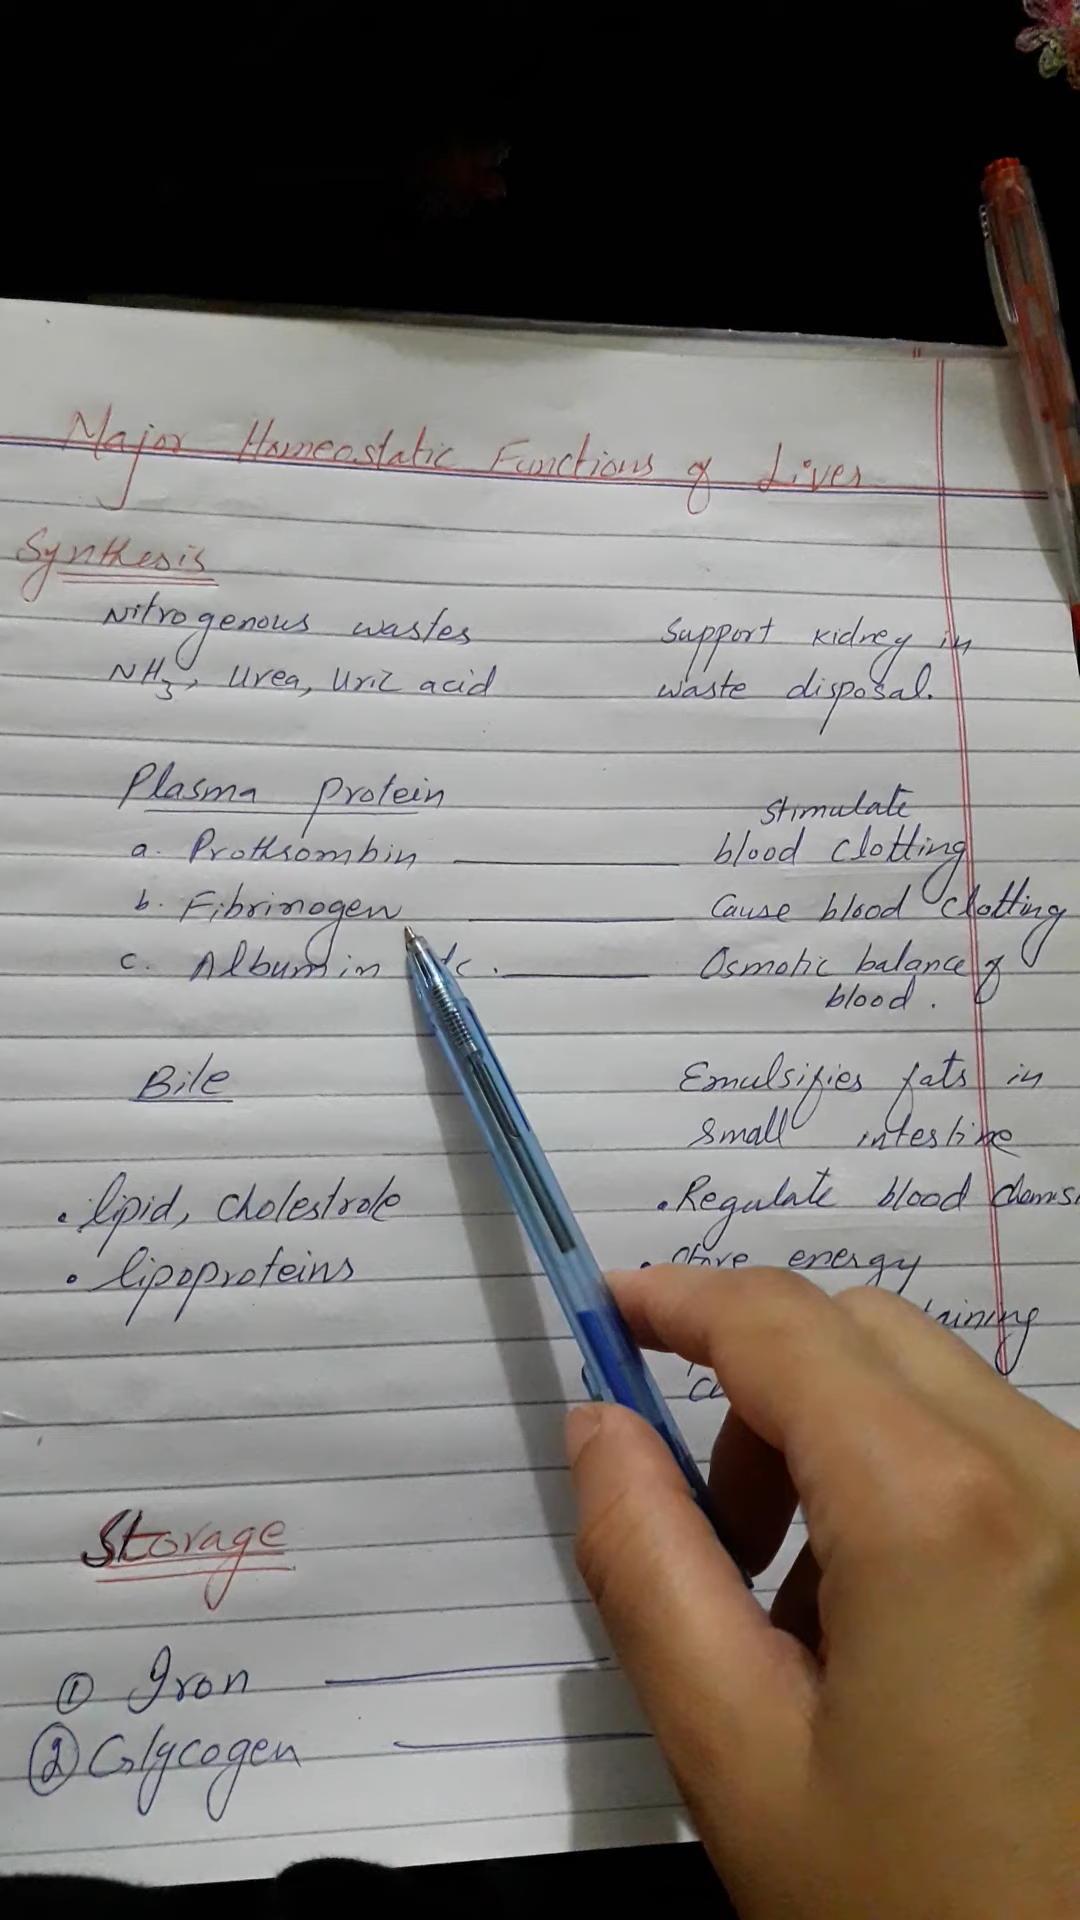 Major Homeostatic Functions of Liver
Synthesis
Nitrogenous wastes Support kidney in
NH3, Urea, Uric acid waste disposal.
Plasma protein
Stimulate
a. Prothrombin blood clotting
b. Fibrinogen Cause blood clotting
c. Albumin Osmotic balance of
blood.
Bile Emulsifies fats in
small intestine
• lipid, cholestrole • Regulate blood
• lipoproteins • store energy
Storage
① Iron
② Glycogen